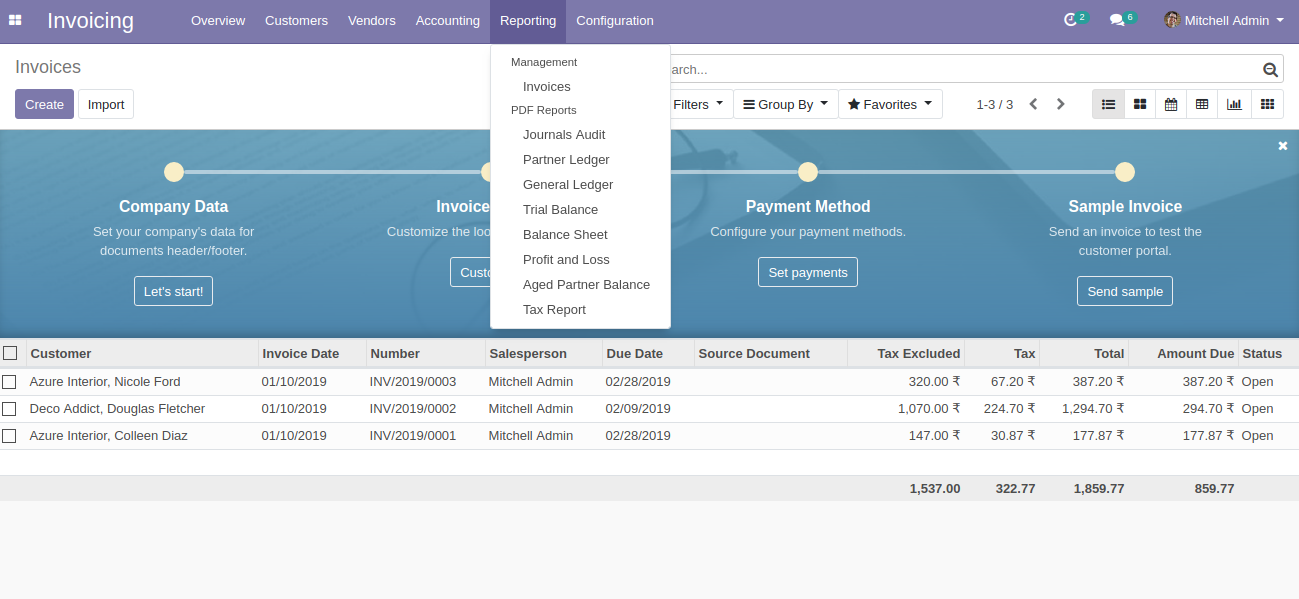 Invoicing Overview Customers Vendors Accounting Reporting Configuration 2 6 Mitchell Admin
Invoices
Create Import
Management
Invoices
PDF Reports
Journals Audit
Partner Ledger
General Ledger
Trial Balance
Balance Sheet
Profit and Loss
Aged Partner Balance
Tax Report
arch...
Filters Group By Favorites 1-3 / 3
Company Data
Set your company's data for
documents header/footer.
Let's start!
Invoice
Customize the loo
Custo
Payment Method
Configure your payment methods.
Set payments
Sample Invoice
Send an invoice to test the
customer portal.
Send sample
Customer Invoice Date Number Salesperson Due Date Source Document Tax Excluded Tax Total Amount Due Status
Azure Interior, Nicole Ford 01/10/2019 INV/2019/0003 Mitchell Admin 02/28/2019 320.00 ₹ 67.20 ₹ 387.20 ₹ 387.20 ₹ Open
Deco Addict, Douglas Fletcher 01/10/2019 INV/2019/0002 Mitchell Admin 02/09/2019 1,070.00 ₹ 224.70 ₹ 1,294.70 ₹ 294.70 ₹ Open
Azure Interior, Colleen Diaz 01/10/2019 INV/2019/0001 Mitchell Admin 02/28/2019 147.00 ₹ 30.87 ₹ 177.87 ₹ 177.87 ₹ Open
1,537.00 322.77 1,859.77 859.77